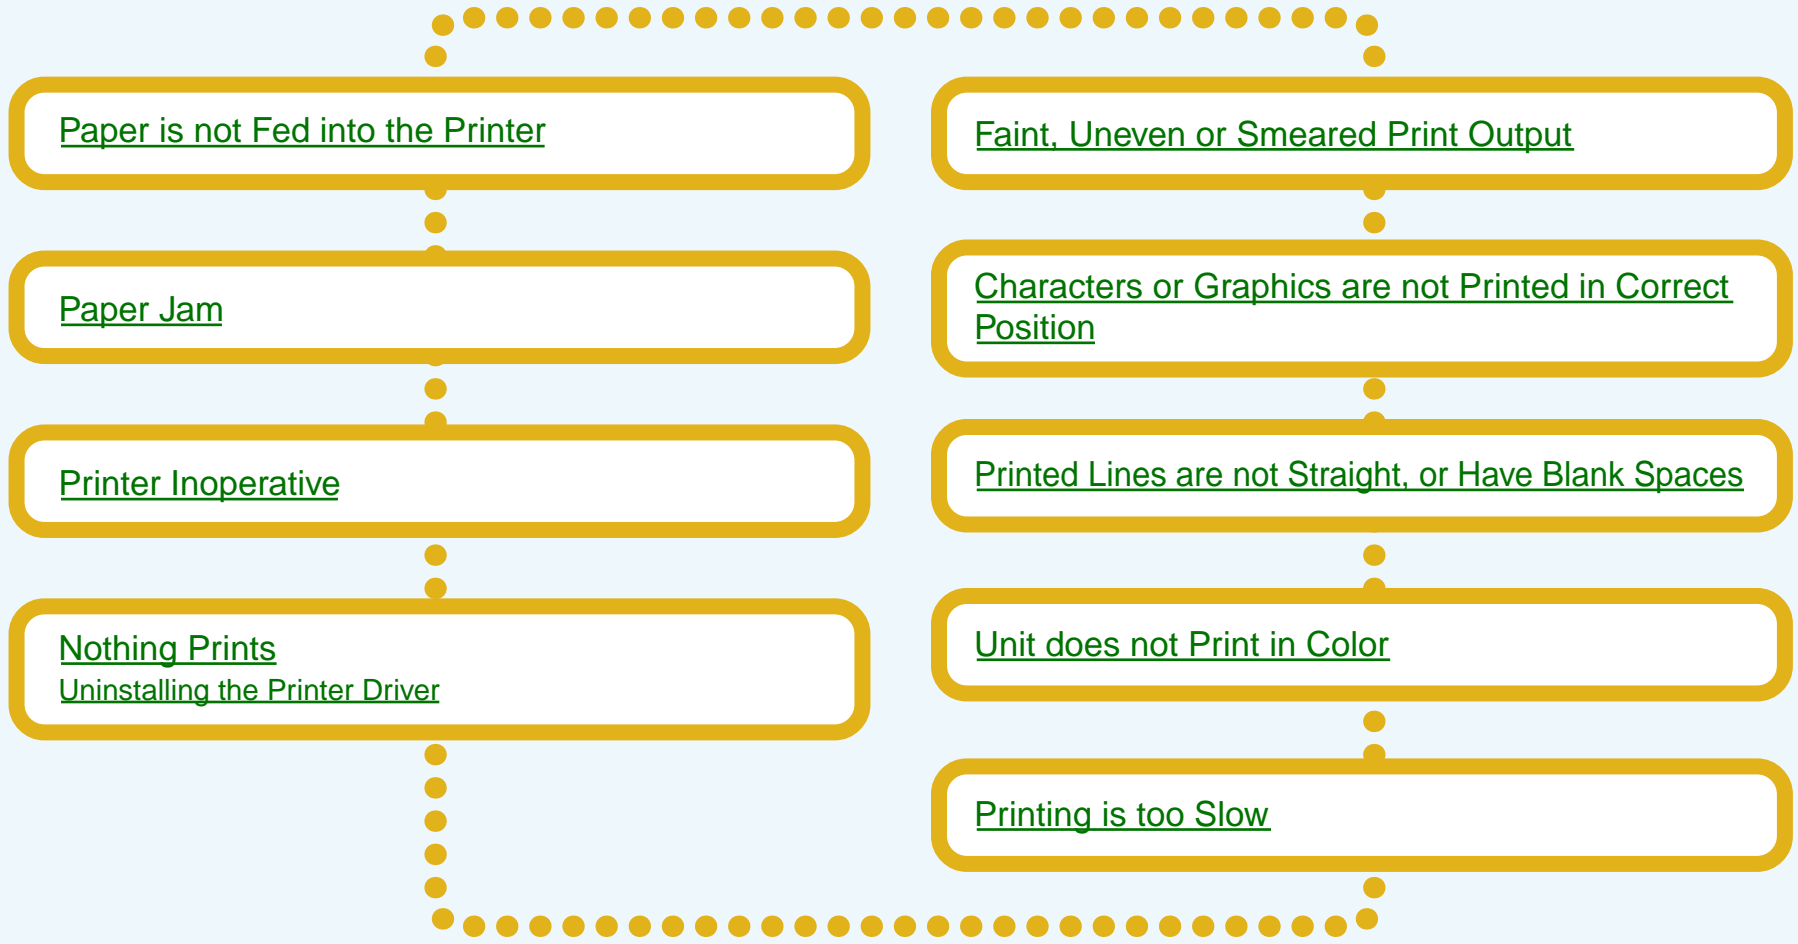 Paper is not Fed into the Printer
Paper Jam
Printer Inoperative
Nothing Prints
Uninstalling the Printer Driver
Faint, Uneven or Smeared Print Output
Characters or Graphics are not Printed in Correct
Position
Printed Lines are not Straight, or Have Blank Spaces
Unit does not Print in Color
Printing is too Slow